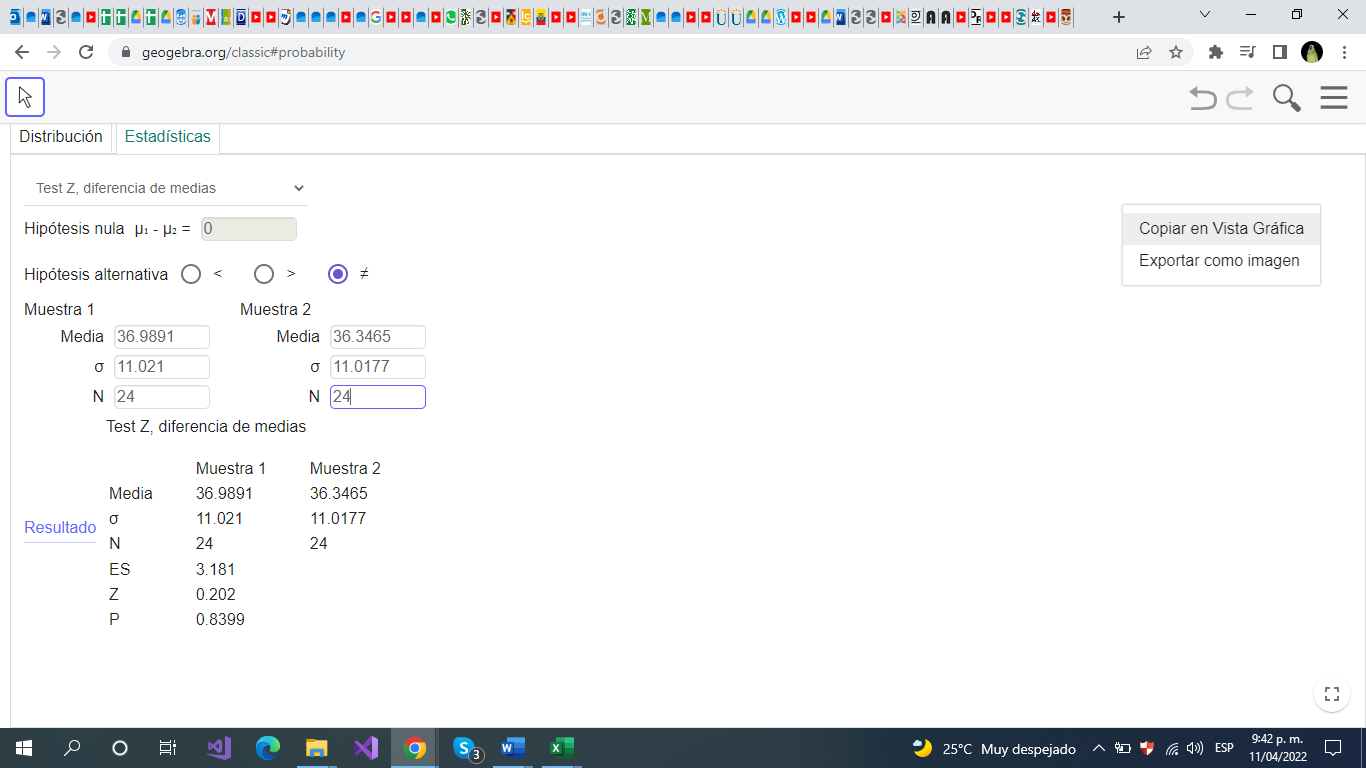 geogebra.org/classic#probability
Distribución Estadísticas
Test Z, diferencia de medias
Hipótesis nula μ₁ - μ₂ = 0
Copiar en Vista Gráfica
Exportar como imagen
Hipótesis alternativa < > ≠
Muestra 1 Muestra 2
Media 36.9891 Media 36.3465
σ 11.021 σ 11.0177
N 24 N 24
Test Z, diferencia de medias
Muestra 1 Muestra 2
Media 36.9891 36.3465
σ 11.021 11.0177
Resultado
N 24 24
ES 3.181
Z 0.202
P 0.8399
3
25°C Muy despejado
ESP
9:42 p. m.
11/04/2022